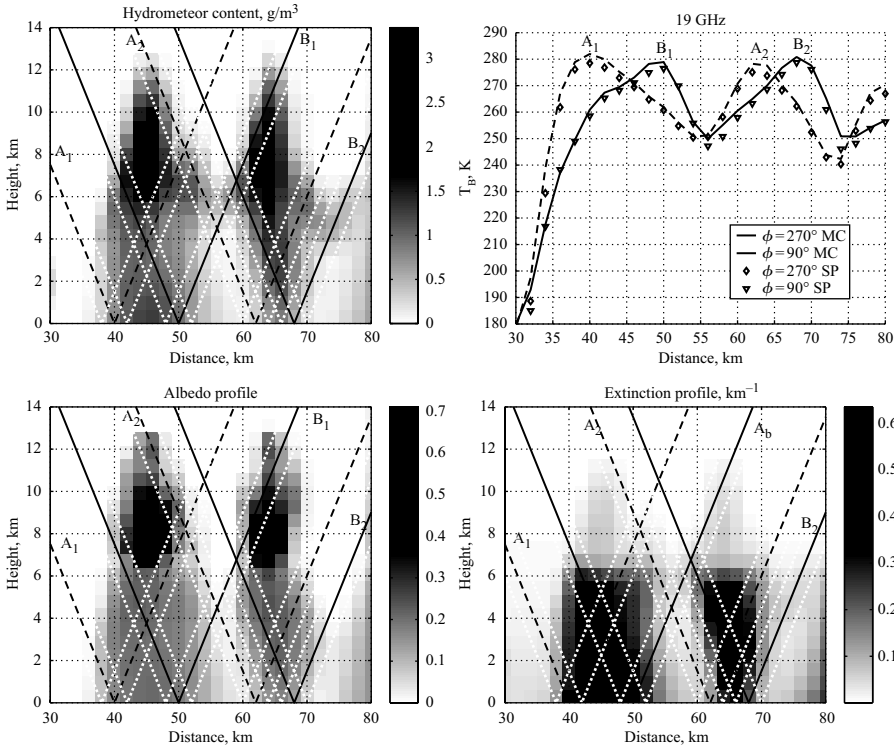 Hydrometeor content, g/m³
14
12
10
8
6
4
2
0
Height, km
30 40 50 60 70 80
Distance, km
3
2.5
2
1.5
1
0.5
0
A₂
B₁
A₁
B₂
19 GHz
290
280
270
260
250
240
230
220
210
200
190
180
T_B, K
30 35 40 45 50 55 60 65 70 75 80
Distance, km
A₁
B₁
A₂
B₂
ϕ = 270° MC
ϕ = 90° MC
ϕ = 270° SP
ϕ = 90° SP
Albedo profile
14
12
10
8
6
4
2
0
Height, km
30 40 50 60 70 80
Distance, km
0.7
0.6
0.5
0.4
0.3
0.2
0.1
0
A₂
B₁
A₁
B₂
Extinction profile, km⁻¹
14
12
10
8
6
4
2
0
Height, km
30 40 50 60 70 80
Distance, km
0.6
0.5
0.4
0.3
0.2
0.1
A₂
A_b
A₁
B₂